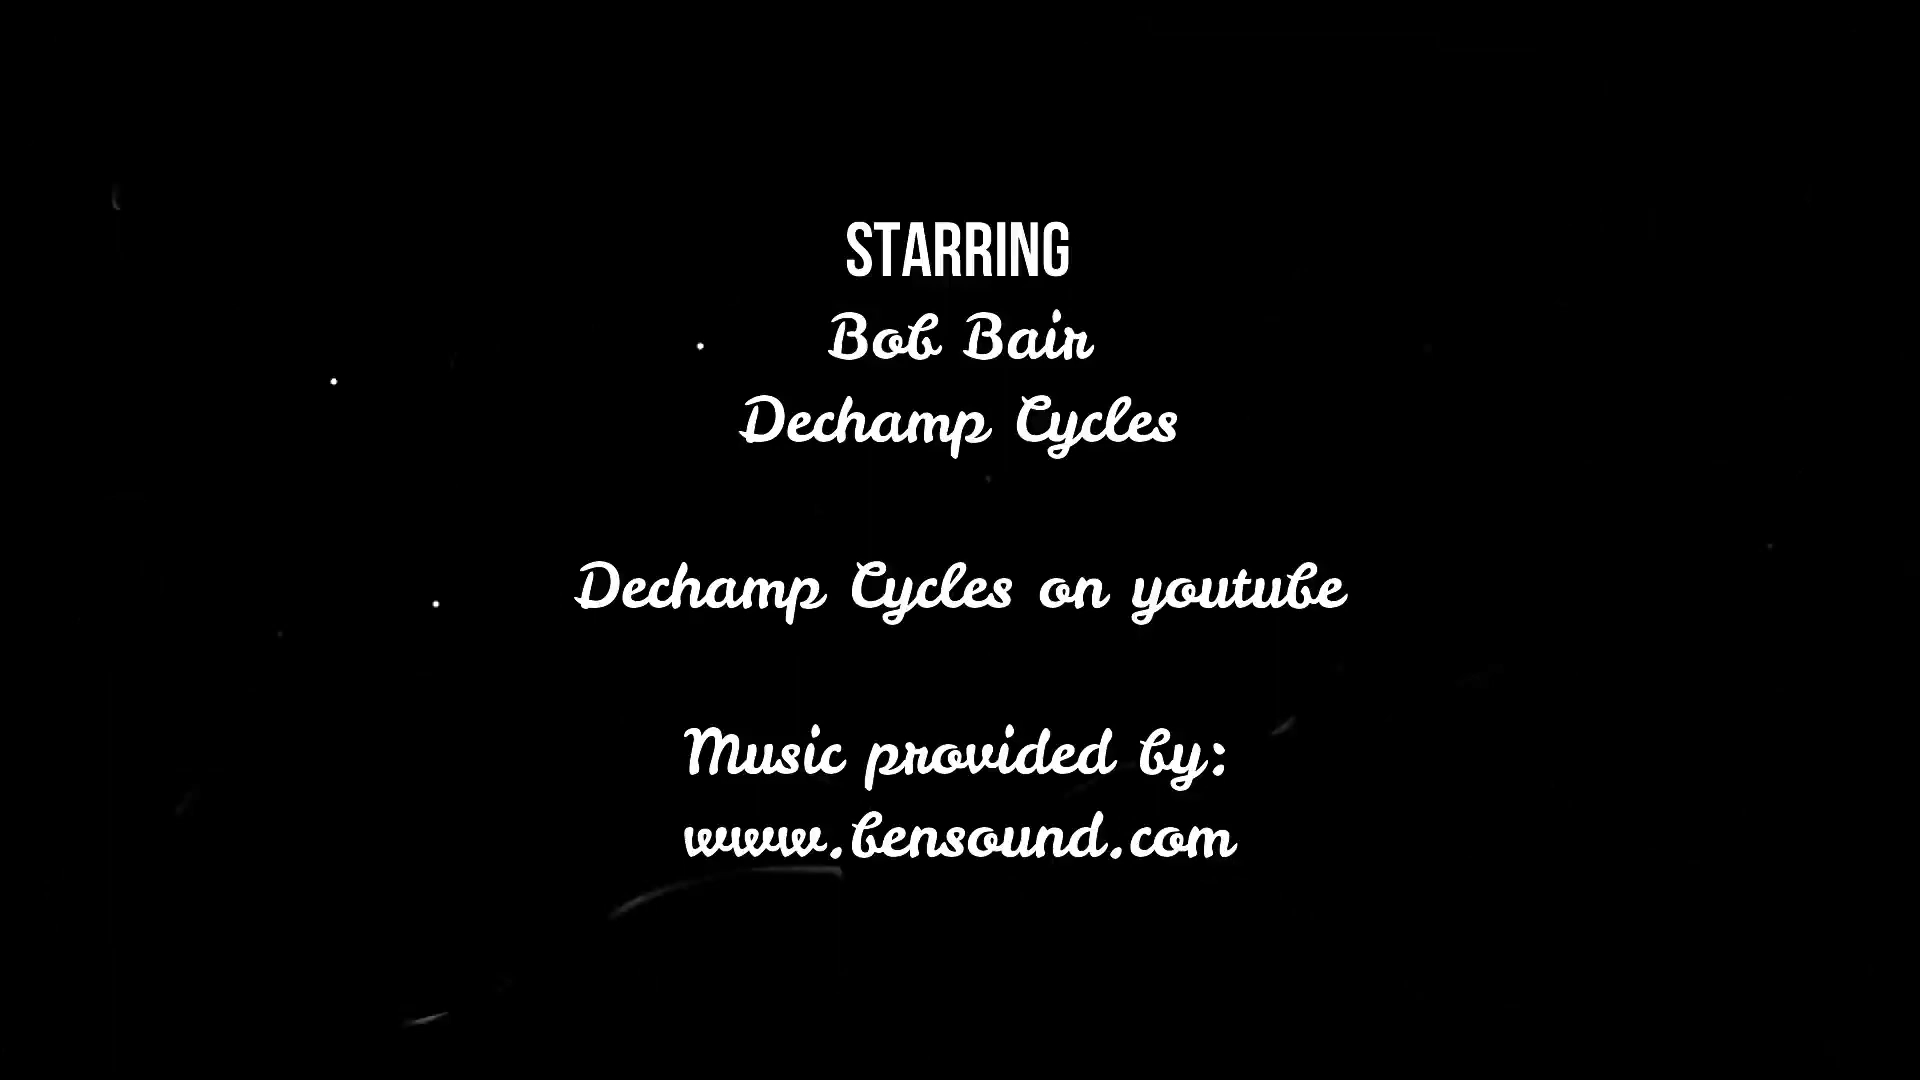 STARRING
Bob Bair
Dechamp Cycles
Dechamp Cycles on youtube
Music provided by:
www.bensound.com